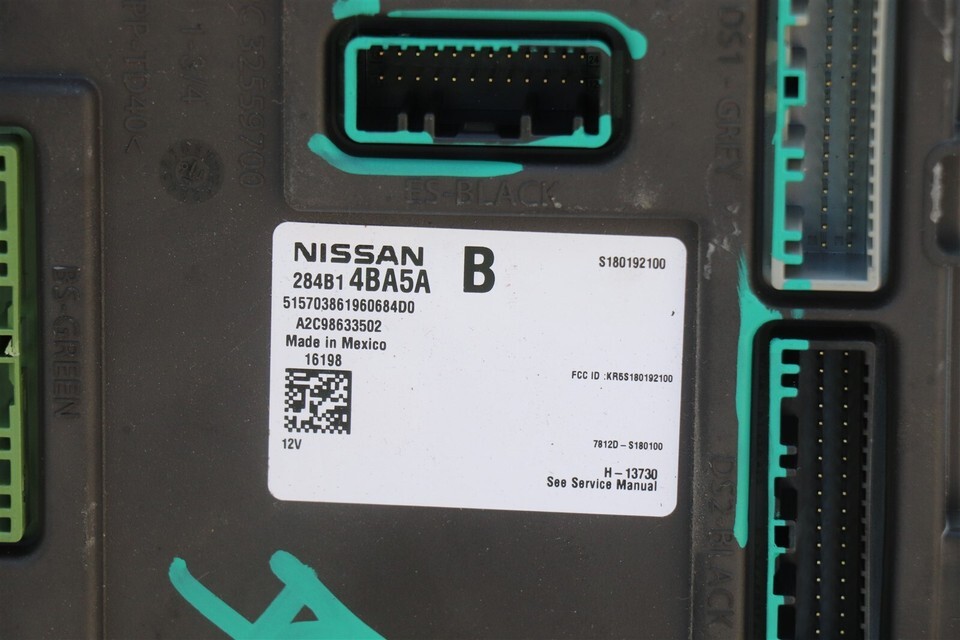 ES-BLACK
NISSAN B
284B1 4BA5A
S180192100
515703861960684D0
A2C98633502
Made in Mexico
16198
FCC ID :KR5S180192100
12V
7812D-S180100
H-13730
See Service Manual
DS1-GREY
DS2-BLACK
ES-GREEN